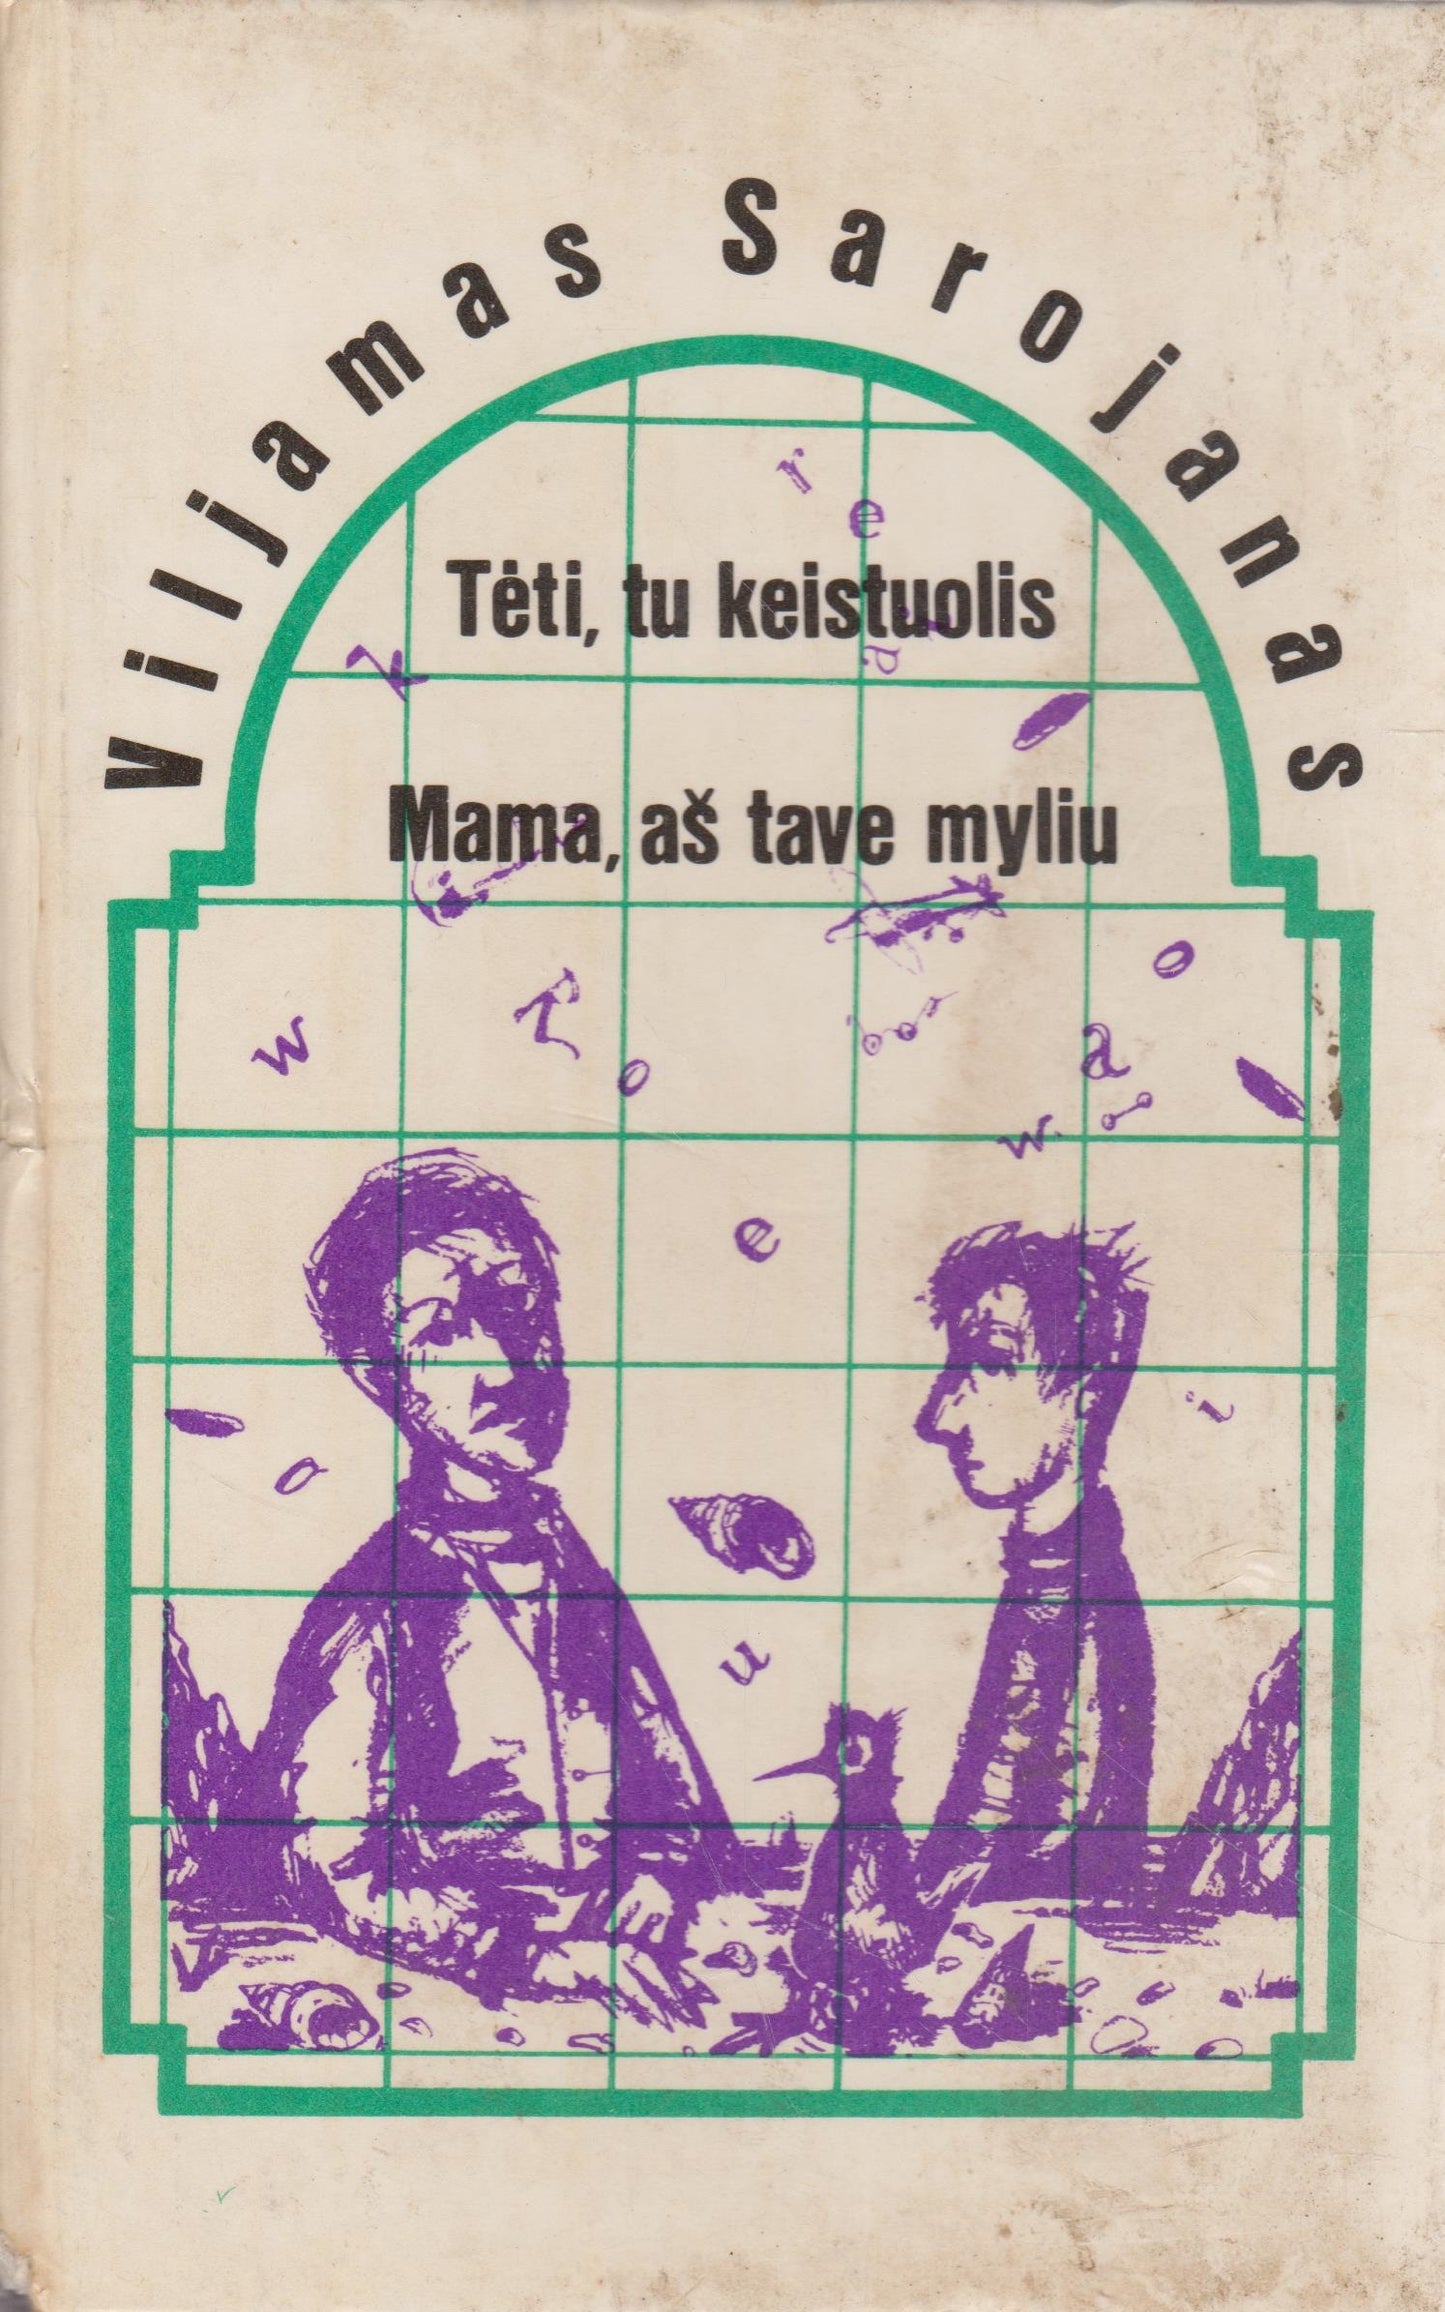 Viljamas Sarojanas
Tėti, tu keistuolis
Mama, aš tave myliu
r
e
a
k
o
w
o
a
w
e
i
o
u